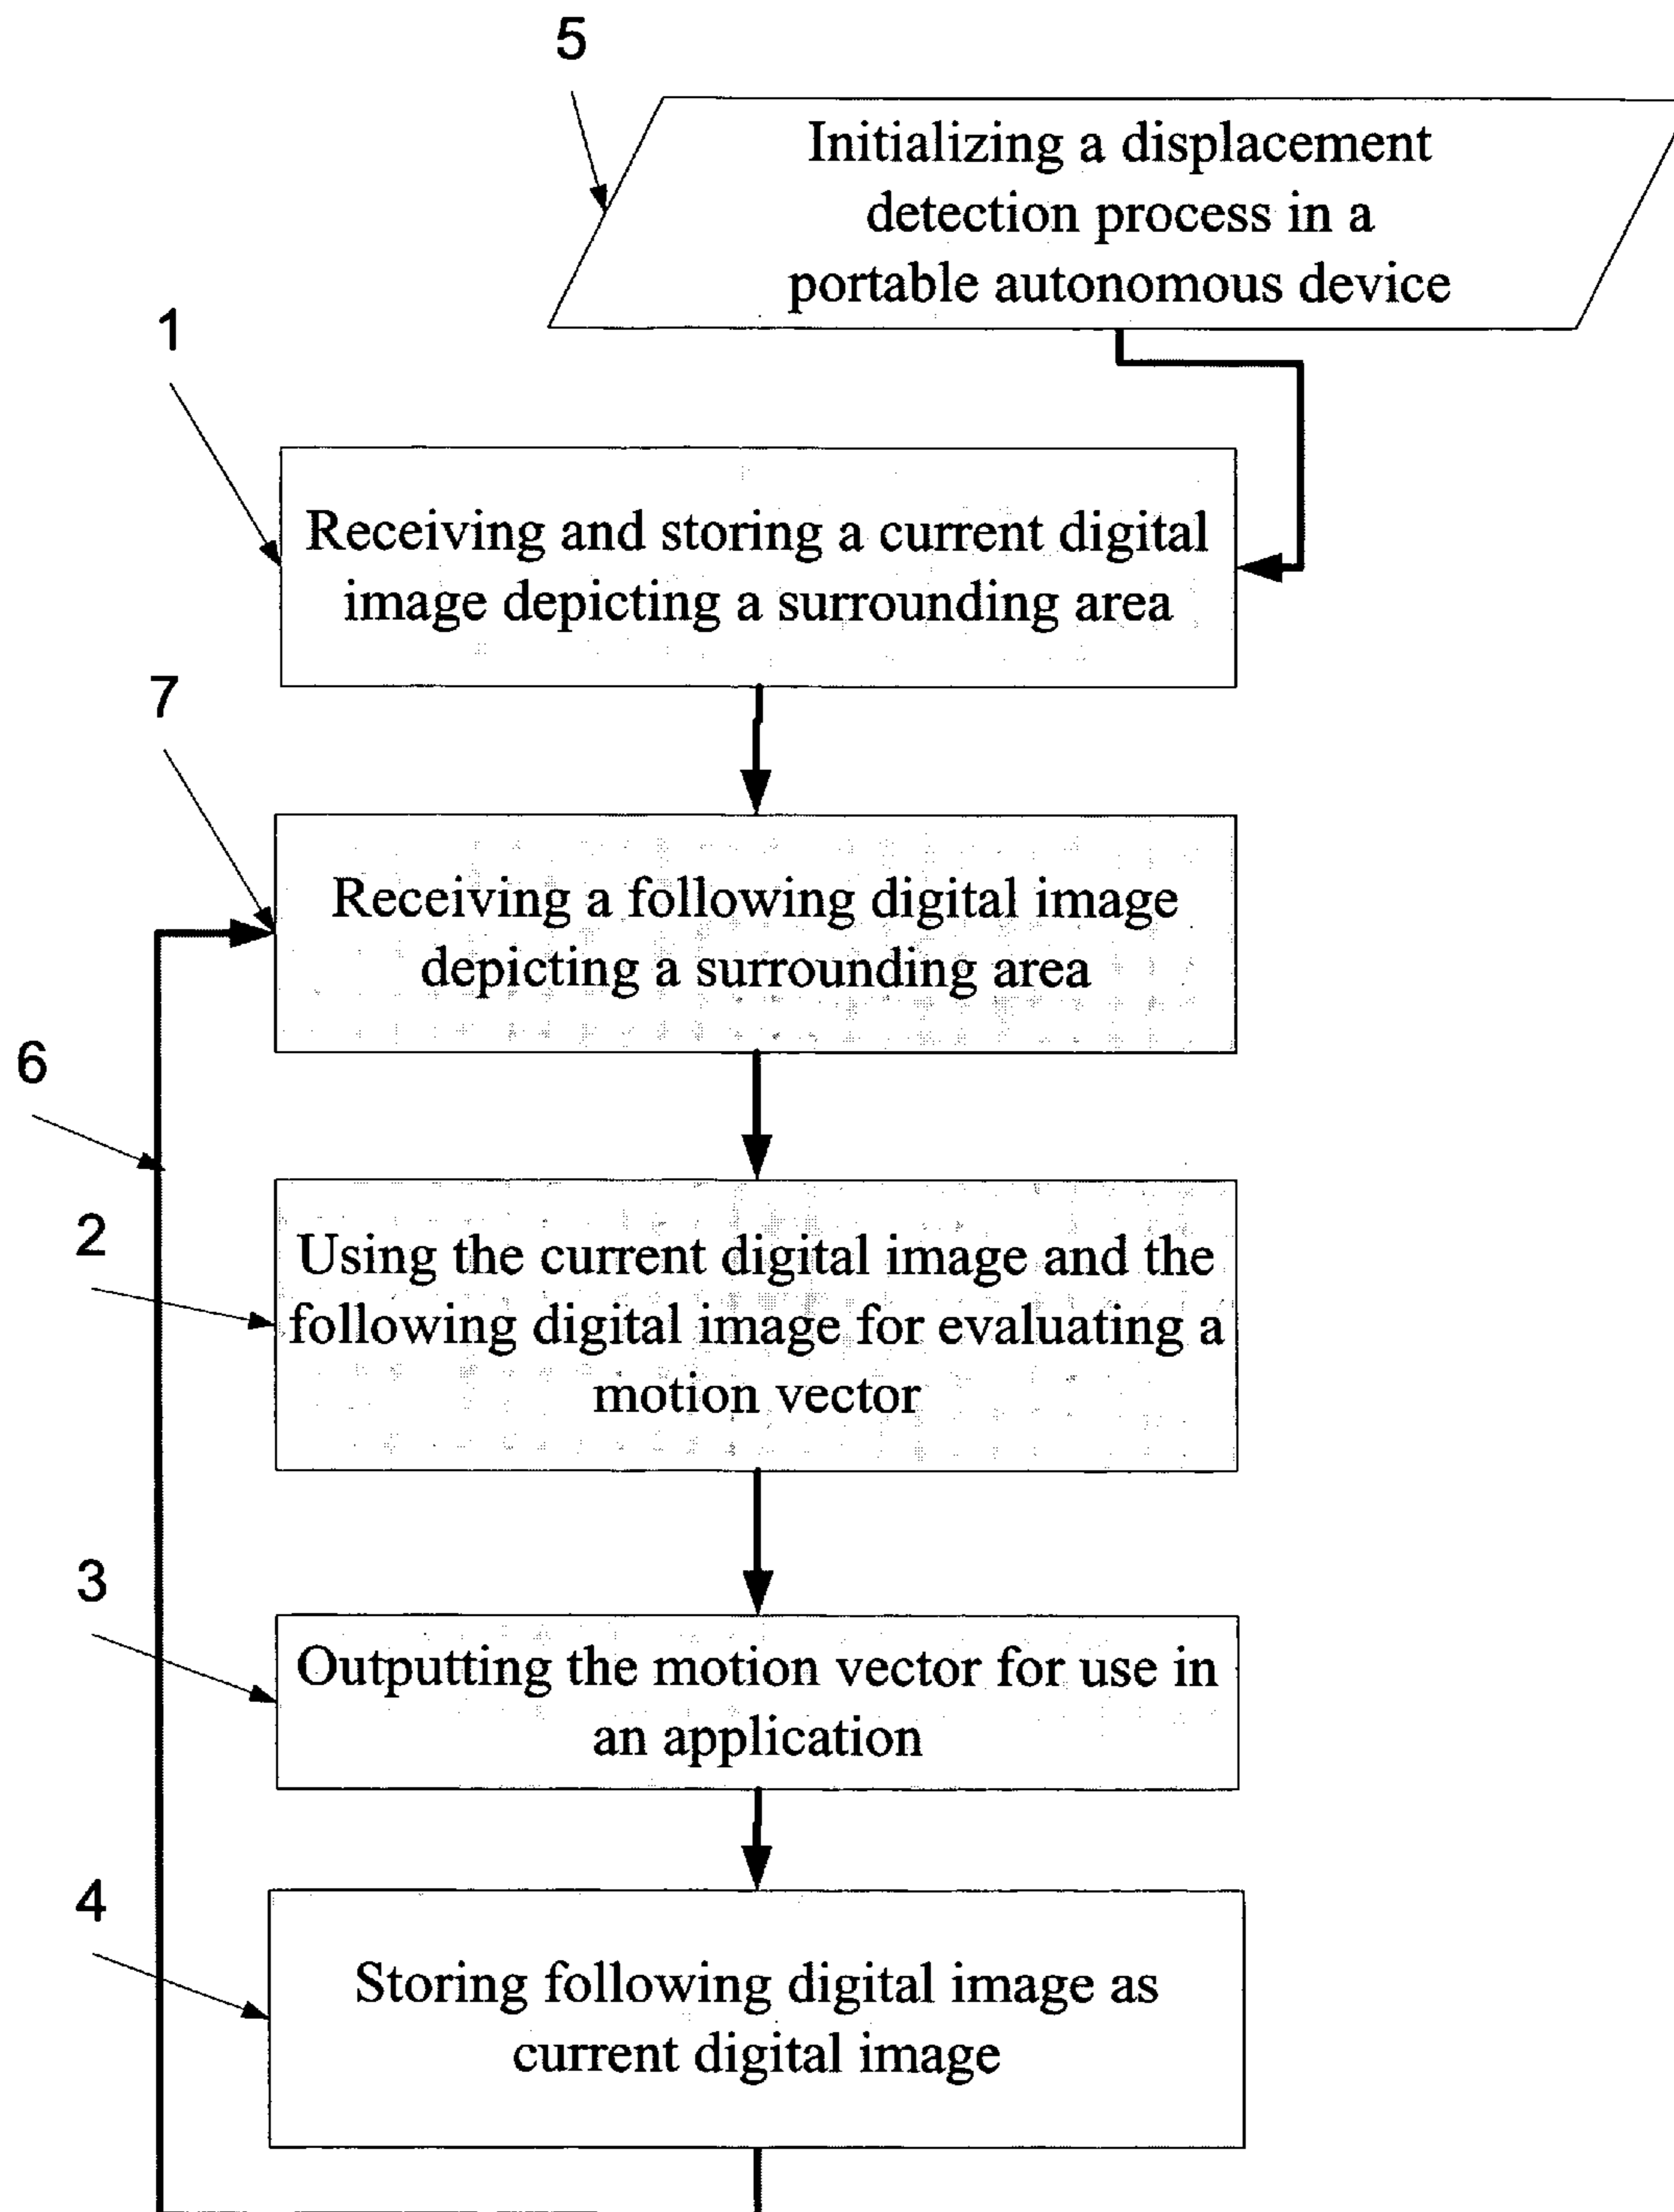 5
Initializing a displacement
detection process in a
portable autonomous device
1
Receiving and storing a current digital
image depicting a surrounding area
7
Receiving a following digital image
depicting a surrounding area
6
2
Using the current digital image and the
following digital image for evaluating a
motion vector
3
Outputting the motion vector for use in
an application
4
Storing following digital image as
current digital image